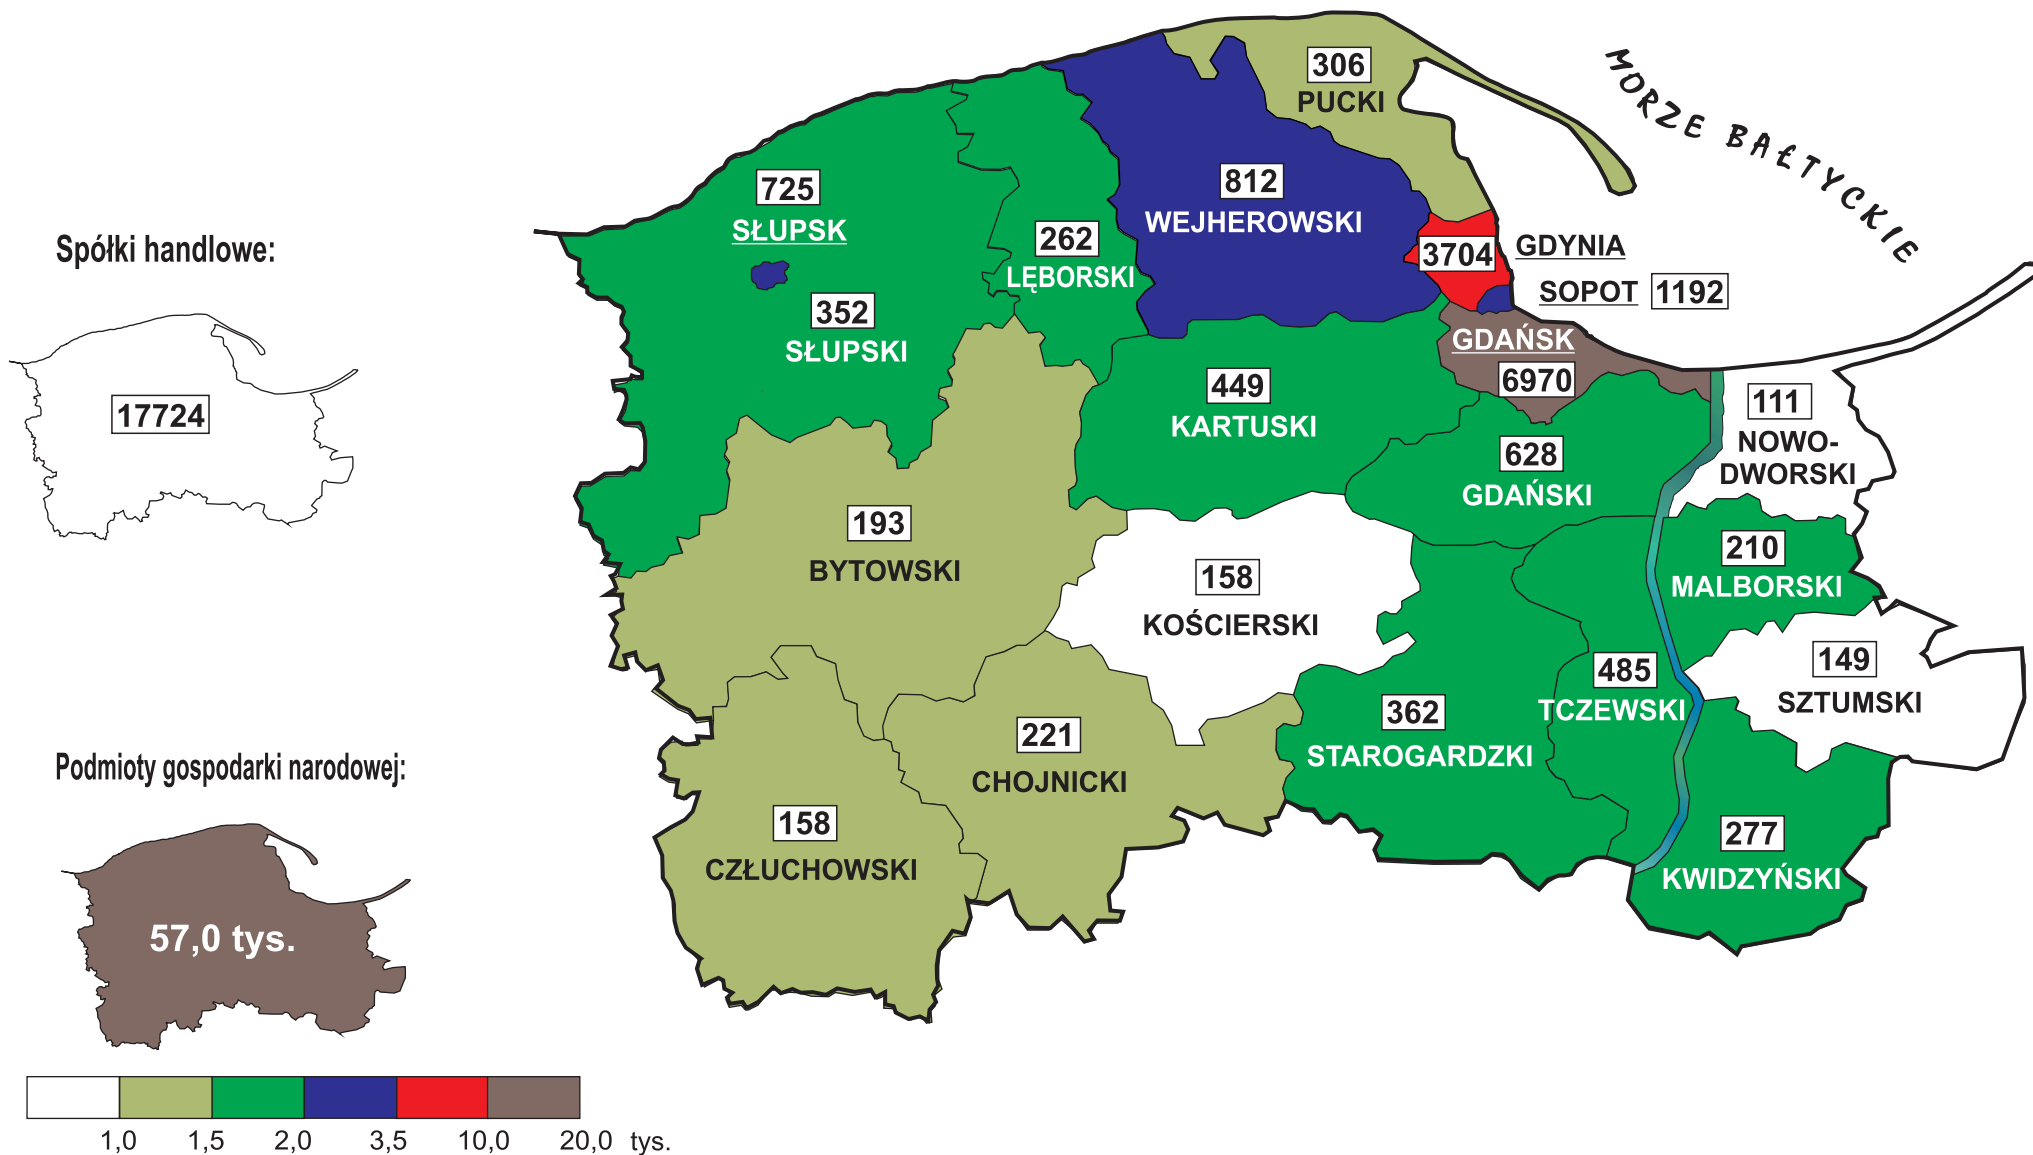 306
PUCKI
MORZE BAŁTYCKIE
725
SŁUPSK
812
WEJHEROWSKI
262
LĘBORSKI
3704
GDYNIA
SOPOT 1192
Spółki handlowe:
17724
352
SŁUPSKI
GDAŃSK
6970
449
KARTUSKI
111
NOWO-
DWORSKI
628
GDAŃSKI
193
BYTOWSKI
158
KOŚCIERSKI
210
MALBORSKI
485
TCZEWSKI
149
SZTUMSKI
362
STAROGARDZKI
221
CHOJNICKI
158
CZŁUCHOWSKI
277
KWIDZYŃSKI
Podmioty gospodarki narodowej:
57,0 tys.
1,0 1,5 2,0 3,5 10,0 20,0 tys.